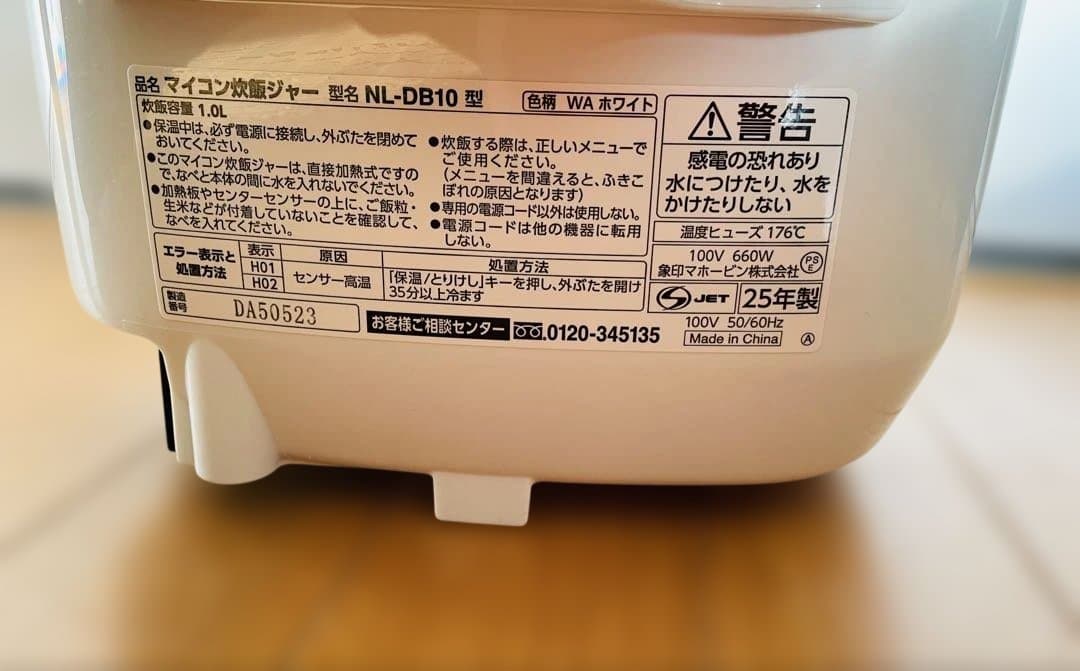 品名 マイコン炊飯ジャー 型名 NL-DB10 型 色柄 WA ホワイト
炊飯容量 1.0L
●保温中は、必ず電源に接続し、外ぶたを閉めて
おいてください。
●このマイコン炊飯ジャーは、直接加熱式ですの
で、なべと本体の間に水を入れないでください。
●加熱板やセンターセンサーの上に、ご飯粒・
生米などが付着していないことを確認して、
なべを入れてください。
●炊飯する際は、正しいメニューで
ご使用ください。
(メニューを間違えると、ふきこ
ぼれの原因となります)
●専用の電源コード以外は使用しない。
●電源コードは他の機器に転用
しない。
エラー表示と
処置方法
表示 原因 処置方法
H01
H02
センサー高温
「保温/とりけし」キーを押し、外ぶたを開け
35分以上冷ます
製造
番号
DA50523
お客様ご相談センター 0120-345135
警告
感電の恐れあり
水につけたり、水を
かけたりしない
温度ヒューズ 176℃
100V 660W
象印マホービン株式会社
PS
E
S JET 25年製
100V 50/60Hz
Made in China A